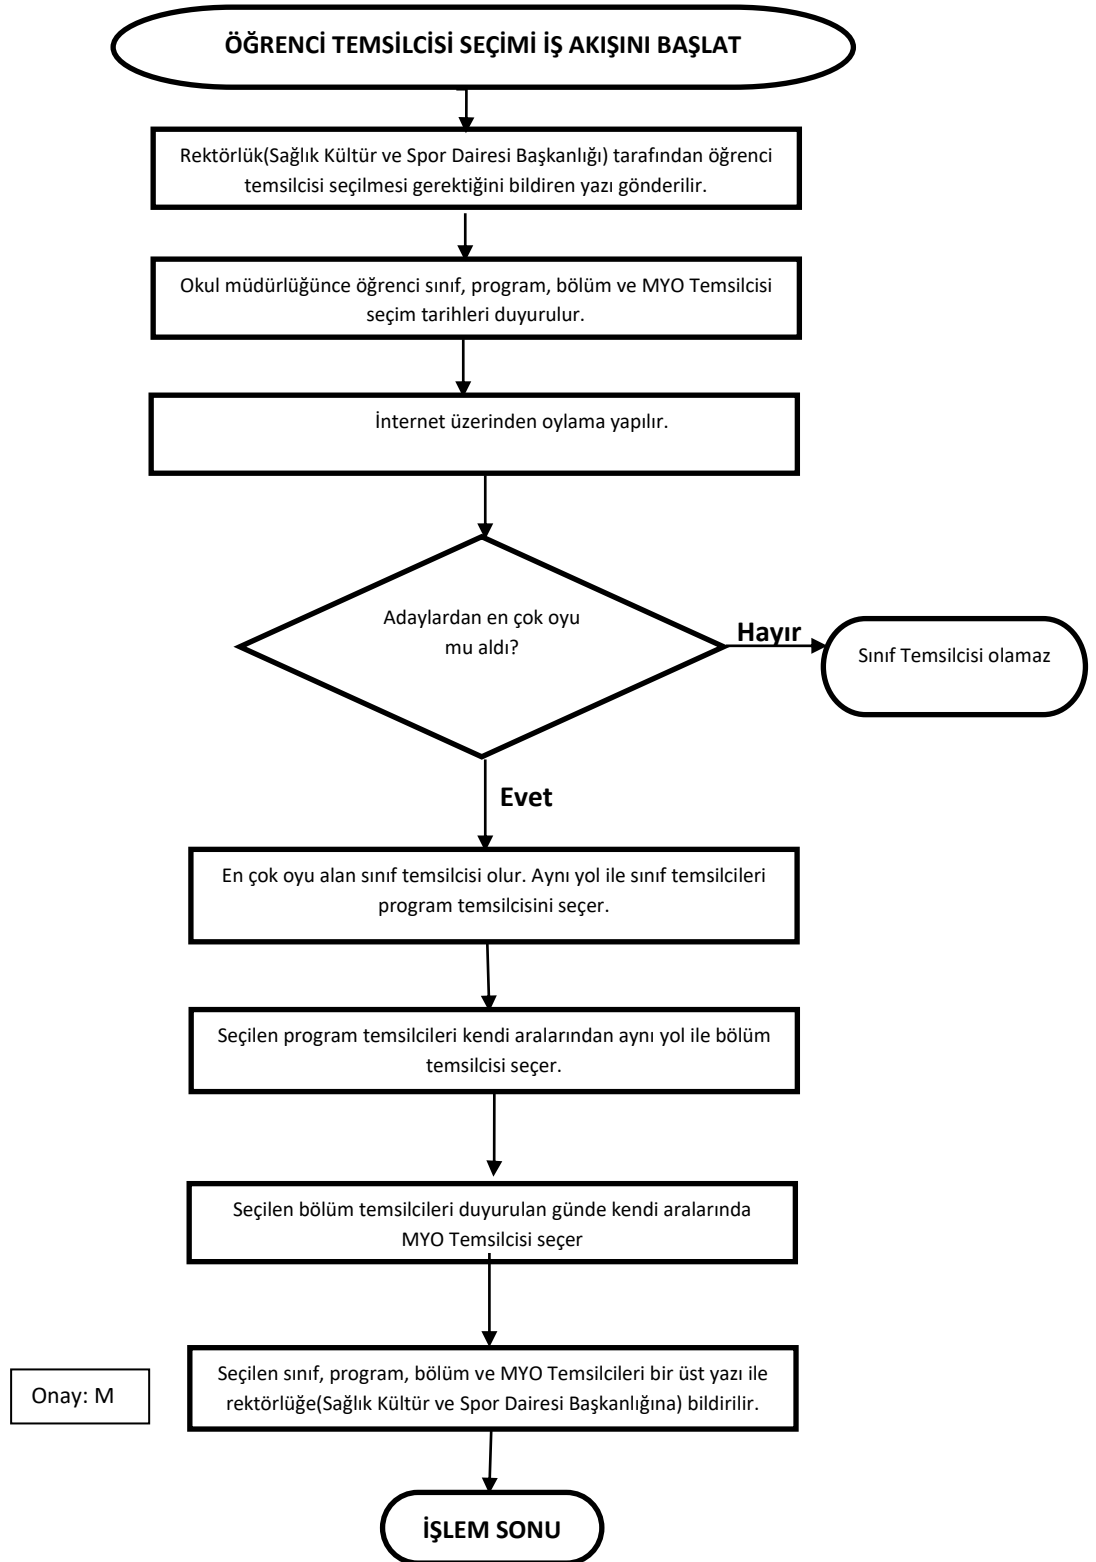 ÖĞRENCİ TEMSİLCİSİ SEÇİMİ İŞ AKIŞINI BAŞLAT
Rektörlük(Sağlık Kültür ve Spor Dairesi Başkanlığı) tarafından öğrenci
temsilcisi seçilmesi gerektiğini bildiren yazı gönderilir.
Okul müdürlüğünce öğrenci sınıf, program, bölüm ve MYO Temsilcisi
seçim tarihleri duyurulur.
İnternet üzerinden oylama yapılır.
Adaylardan en çok oyu
mu aldı?
Hayır
Sınıf Temsilcisi olamaz
Evet
En çok oyu alan sınıf temsilcisi olur. Aynı yol ile sınıf temsilcileri
program temsilcisini seçer.
Seçilen program temsilcileri kendi aralarından aynı yol ile bölüm
temsilcisi seçer.
Seçilen bölüm temsilcileri duyurulan günde kendi aralarında
MYO Temsilcisi seçer
Seçilen sınıf, program, bölüm ve MYO Temsilcileri bir üst yazı ile
rektörlüğe(Sağlık Kültür ve Spor Dairesi Başkanlığına) bildirilir.
Onay: M
İŞLEM SONU